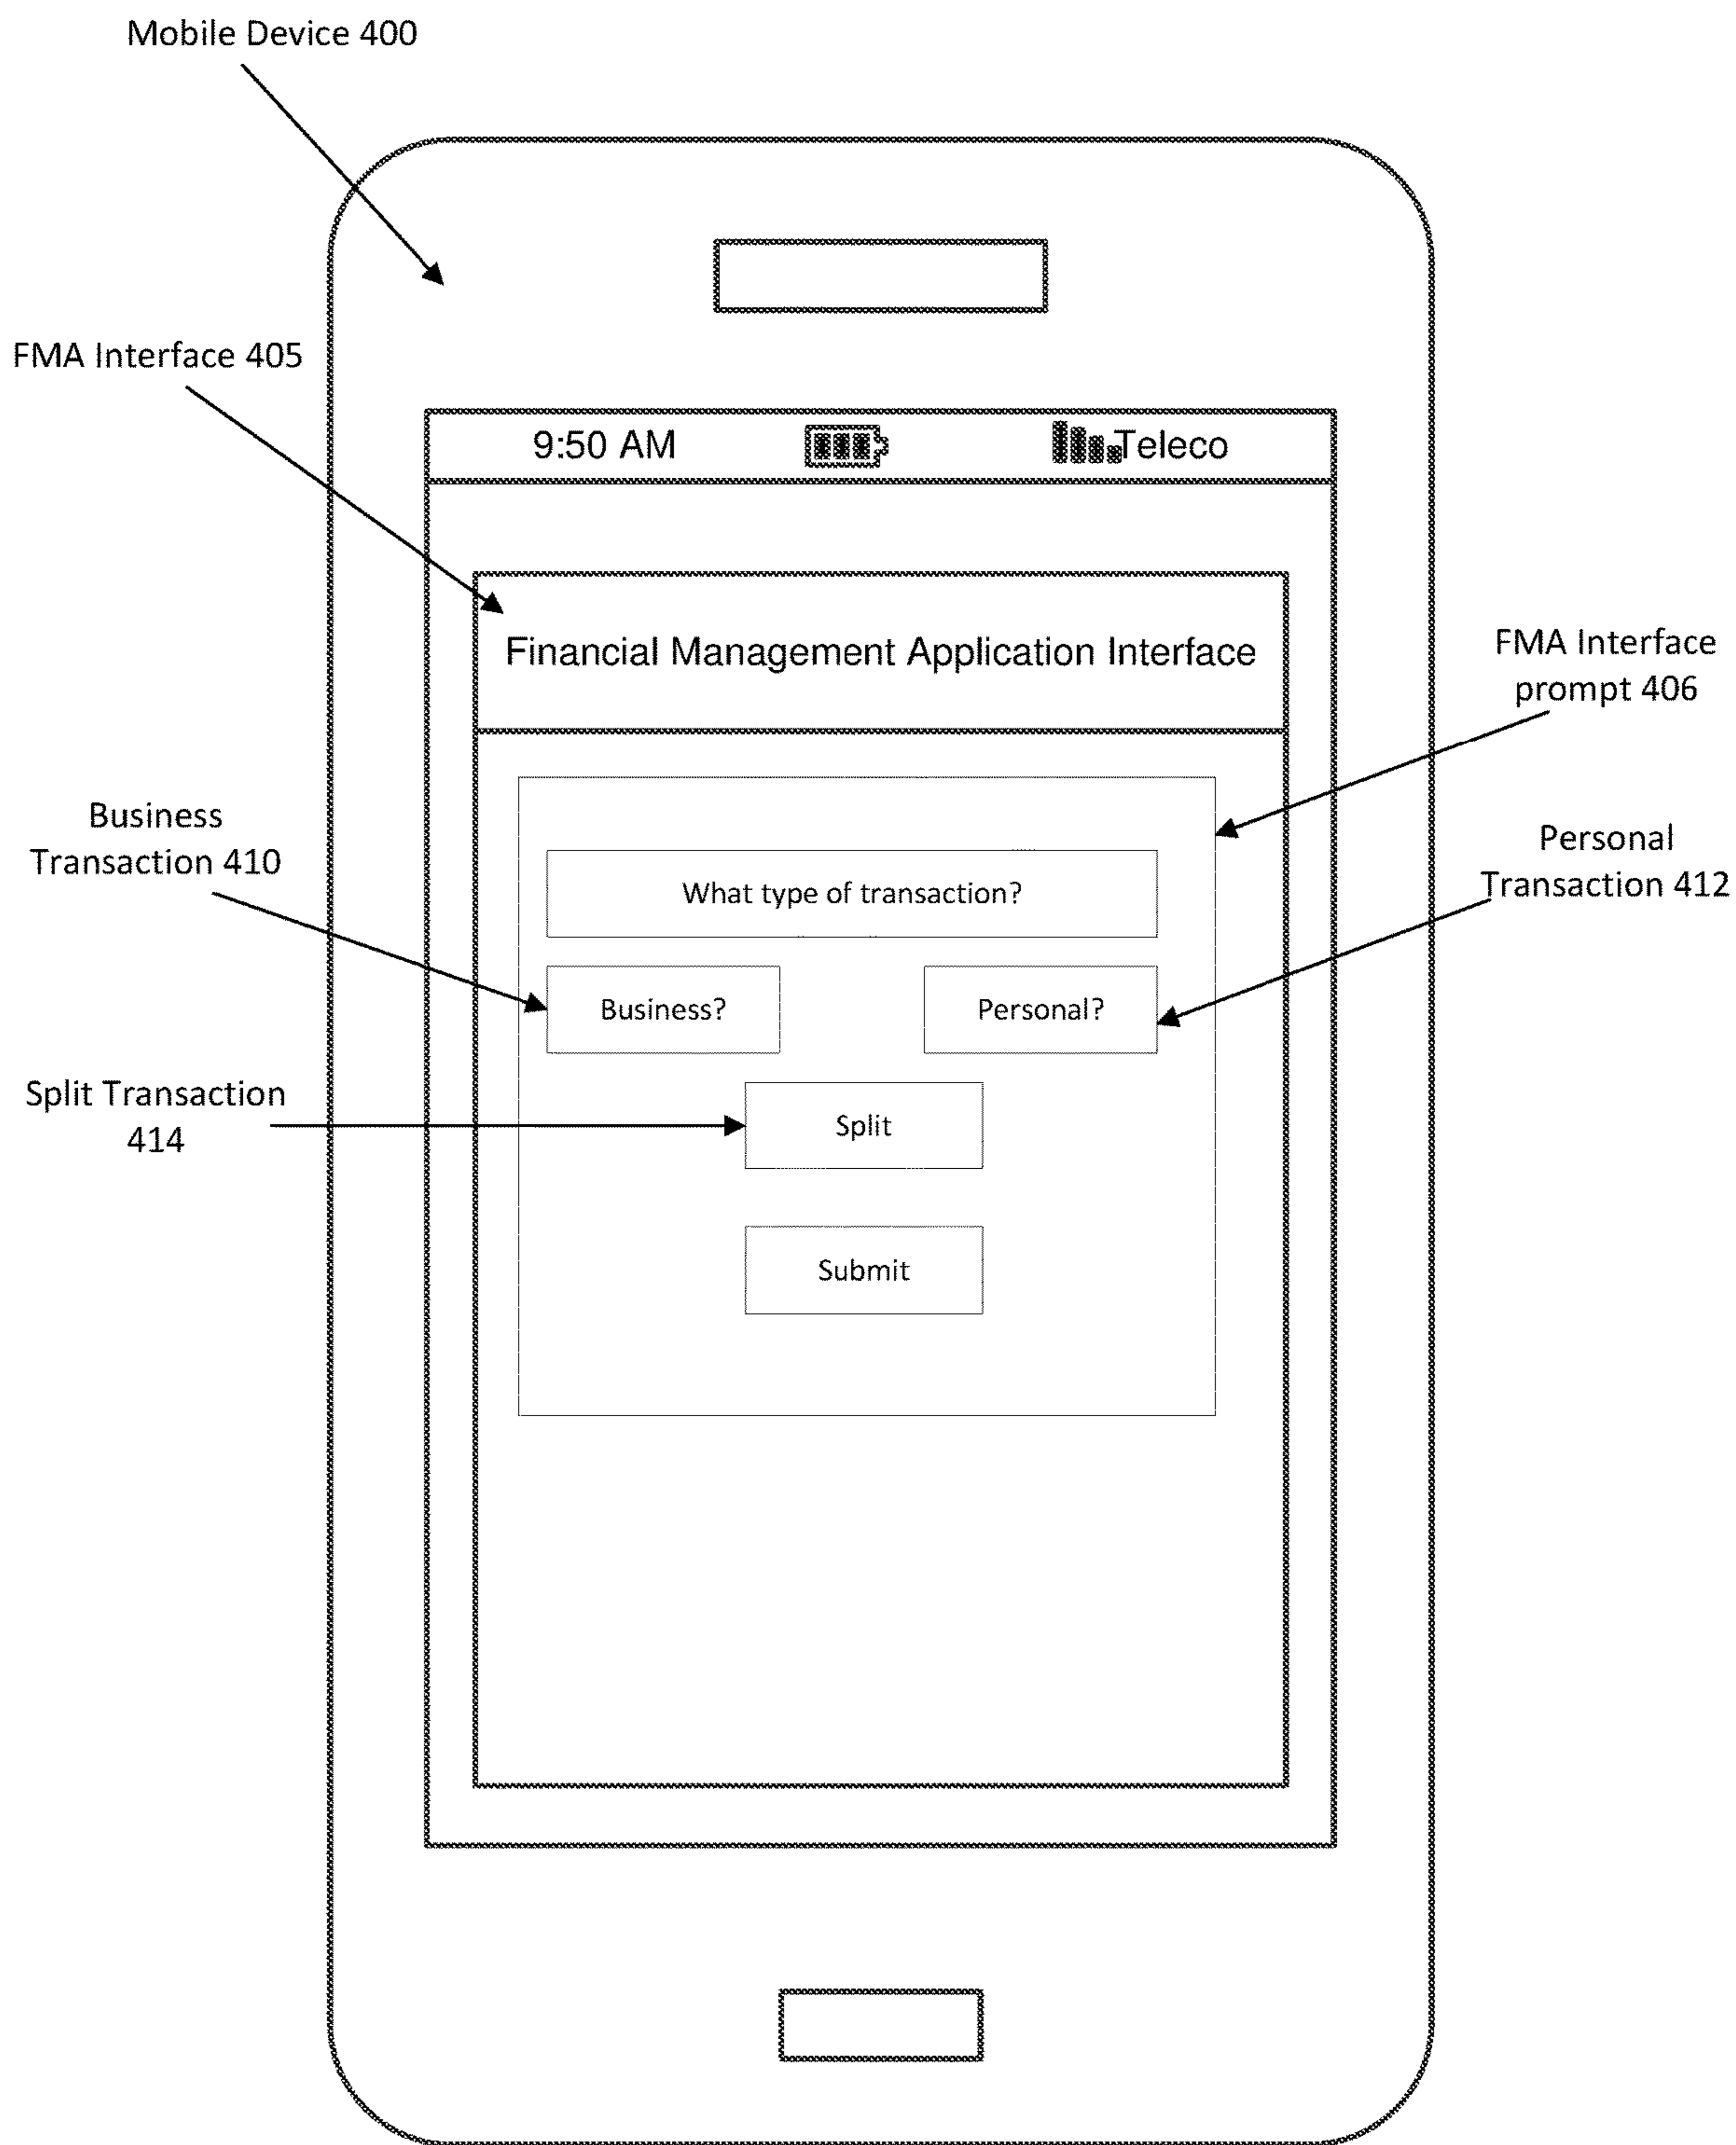 Mobile Device 400
FMA Interface 405
9:50 AM
Teleco
Financial Management Application Interface
FMA Interface
prompt 406
Business
Transaction 410
Personal
Transaction 412
What type of transaction?
Business?
Personal?
Split Transaction
414
Split
Submit